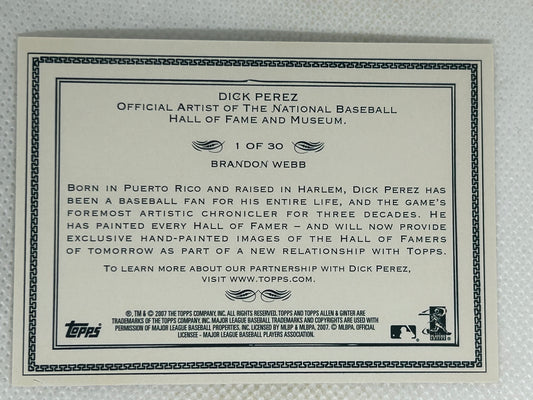 DICK PEREZ
OFFICIAL ARTIST OF THE NATIONAL BASEBALL
HALL OF FAME AND MUSEUM.
1 OF 30
BRANDON WEBB
BORN IN PUERTO RICO AND RAISED IN HARLEM, DICK PEREZ HAS
BEEN A BASEBALL FAN FOR HIS ENTIRE LIFE, AND THE GAME'S
FOREMOST ARTISTIC CHRONICLER FOR THREE DECADES. HE
HAS PAINTED EVERY HALL OF FAMER – AND WILL NOW PROVIDE
EXCLUSIVE HAND-PAINTED IMAGES OF THE HALL OF FAMERS
OF TOMORROW AS PART OF A NEW RELATIONSHIP WITH TOPPS.
TO LEARN MORE ABOUT OUR PARTNERSHIP WITH DICK PEREZ,
VISIT WWW.TOPPS.COM.
®, TM & © 2007 THE TOPPS COMPANY, INC. ALL RIGHTS RESERVED. TOPPS AND TOPPS ALLEN & GINTER ARE
TRADEMARKS OF THE TOPPS COMPANY, INC. MAJOR LEAGUE BASEBALL TRADEMARKS AND COPYRIGHTS ARE USED WITH
PERMISSION OF MAJOR LEAGUE BASEBALL PROPERTIES, INC. LICENSED BY MLBP & MLBPA, 2007. © MLBPA. OFFICIAL
LICENSEE - MAJOR LEAGUE BASEBALL PLAYERS ASSOCIATION.
TOPPS